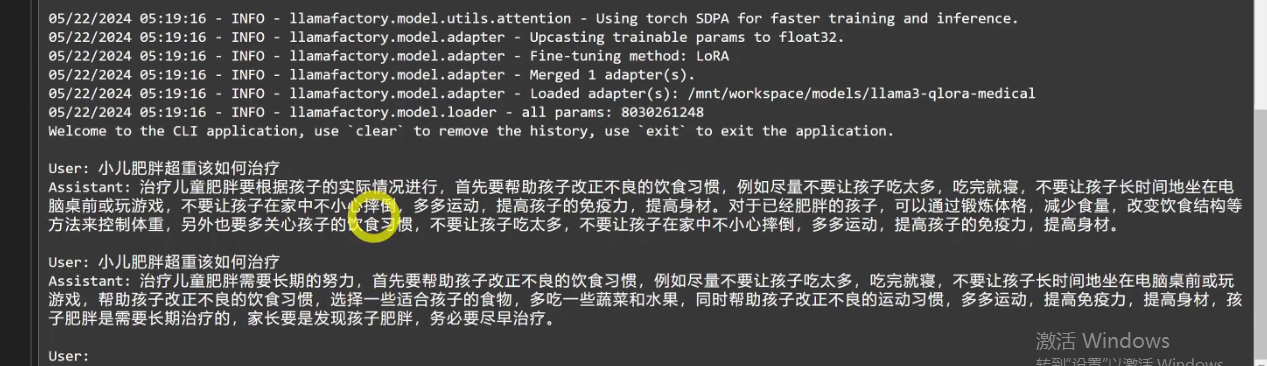 05/22/2024 05:19:16 - INFO - llamafactory.model.utils.attention - Using torch SDPA for faster training and inference.
05/22/2024 05:19:16 - INFO - llamafactory.model.adapter - Upcasting trainable params to float32.
05/22/2024 05:19:16 - INFO - llamafactory.model.adapter - Fine-tuning method: LoRA
05/22/2024 05:19:16 - INFO - llamafactory.model.adapter - Merged 1 adapter(s).
05/22/2024 05:19:16 - INFO - llamafactory.model.adapter - Loaded adapter(s): /mnt/workspace/models/llama3-qlora-medical
05/22/2024 05:19:16 - INFO - llamafactory.model.loader - all params: 8030261248
Welcome to the CLI application, use `clear` to remove the history, use `exit` to exit the application.
User: 小儿肥胖超重该如何治疗
Assistant: 治疗儿童肥胖要根据孩子的实际情况进行，首先要帮助孩子改正不良的饮食习惯，例如尽量不要让孩子吃太多，吃完就寝，不要让孩子长时间地坐在电
脑桌前或玩游戏，不要让孩子在家中不小心摔倒，多多运动，提高孩子的免疫力，提高身材。对于已经肥胖的孩子，可以通过锻炼体格，减少食量，改变饮食结构等
方法来控制体重，另外也要多关心孩子的饮食习惯，不要让孩子吃太多，不要让孩子在家中不小心摔倒，多多运动，提高孩子的免疫力，提高身材。
User: 小儿肥胖超重该如何治疗
Assistant: 治疗儿童肥胖需要长期的努力，首先要帮助孩子改正不良的饮食习惯，例如尽量不要让孩子吃太多，吃完就寝，不要让孩子长时间地坐在电脑桌前或玩
游戏，帮助孩子改正不良的饮食习惯，选择一些适合孩子的食物，多吃一些蔬菜和水果，同时帮助孩子改正不良的运动习惯，多多运动，提高免疫力，提高身材，孩
子肥胖是需要长期治疗的，家长要是发现孩子肥胖，务必要尽早治疗。
User:
激活 Windows
转到"设置"以激活 Windows